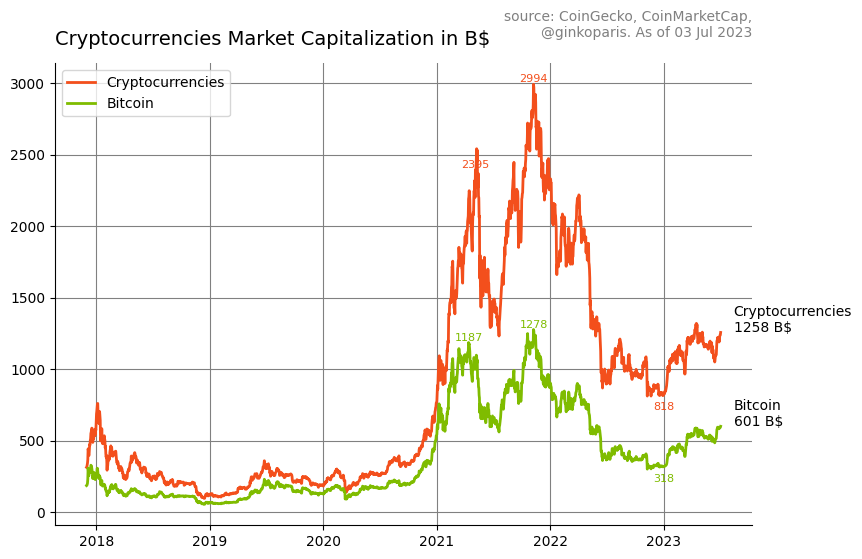 source: CoinGecko, CoinMarketCap,
@ginkoparis. As of 03 Jul 2023
Cryptocurrencies Market Capitalization in B$
Cryptocurrencies
Bitcoin
3000
2500
2000
1500
1000
500
0
2994
2395
1187
1278
818
318
Cryptocurrencies
1258 B$
Bitcoin
601 B$
2018
2019
2020
2021
2022
2023